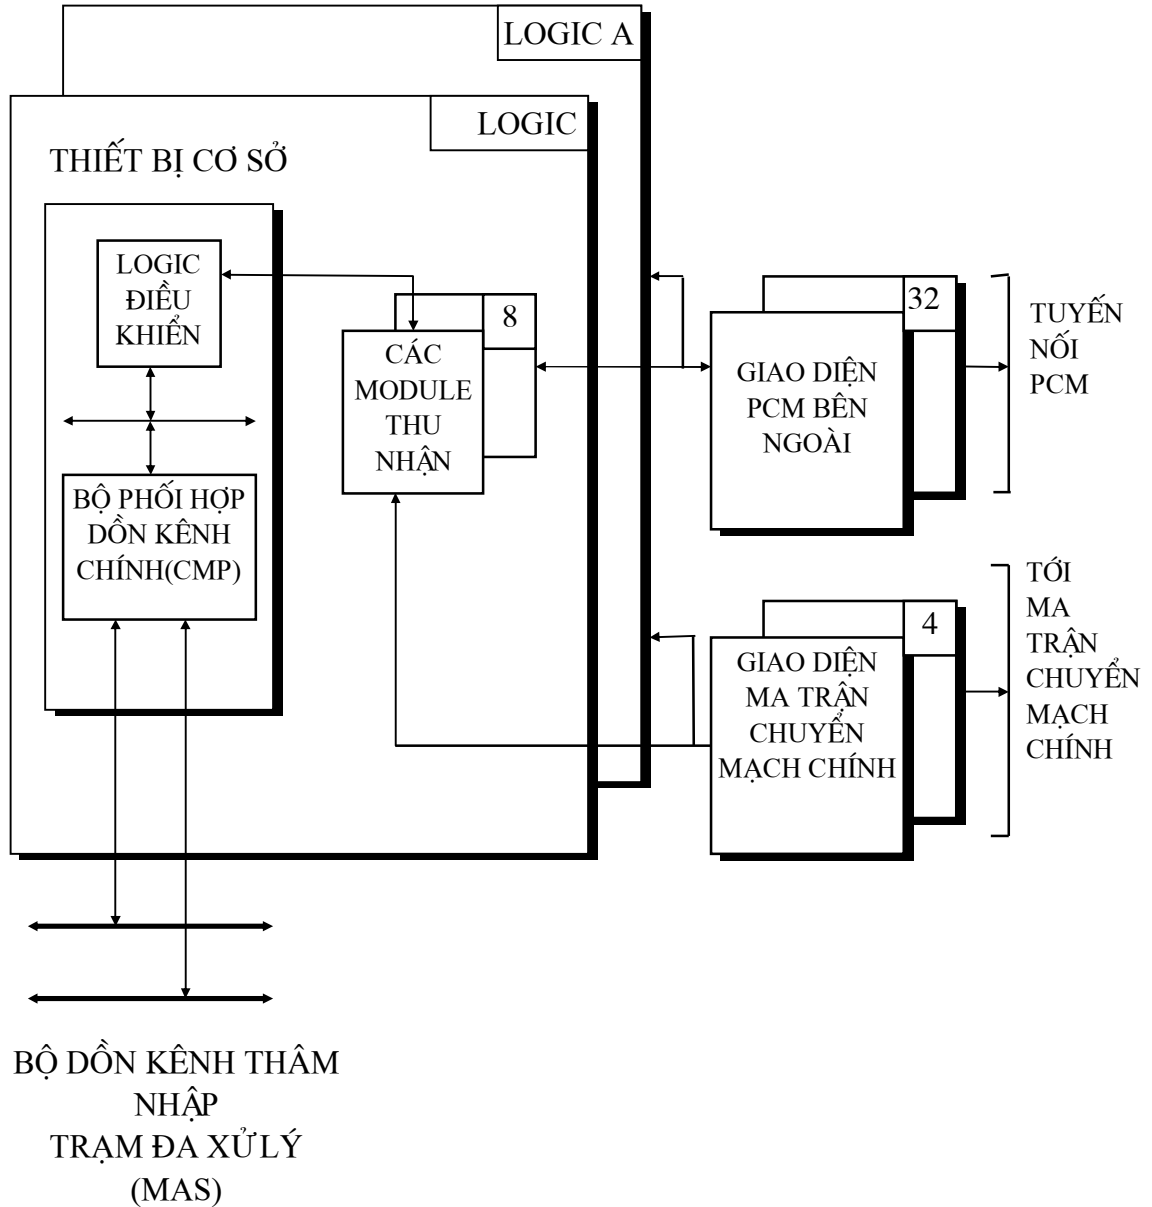 LOGIC A
LOGIC
THIẾT BỊ CƠ SỞ
LOGIC
ĐIỀU
KHIỂN
8
CÁC
MODULE
THU
NHẬN
BỘ PHỐI HỢP
DỒN KÊNH
CHÍNH(CMP)
32
GIAO DIỆN
PCM BÊN
NGOÀI
TUYẾN
NỐI
PCM
4
GIAO DIỆN
MA TRẬN
CHUYỂN
MẠCH CHÍNH
TỚI
MA
TRẬN
CHUYỂN
MẠCH
CHÍNH
BỘ DỒN KÊNH THÂM
NHẬP
TRẠM ĐA XỬ LÝ
(MAS)